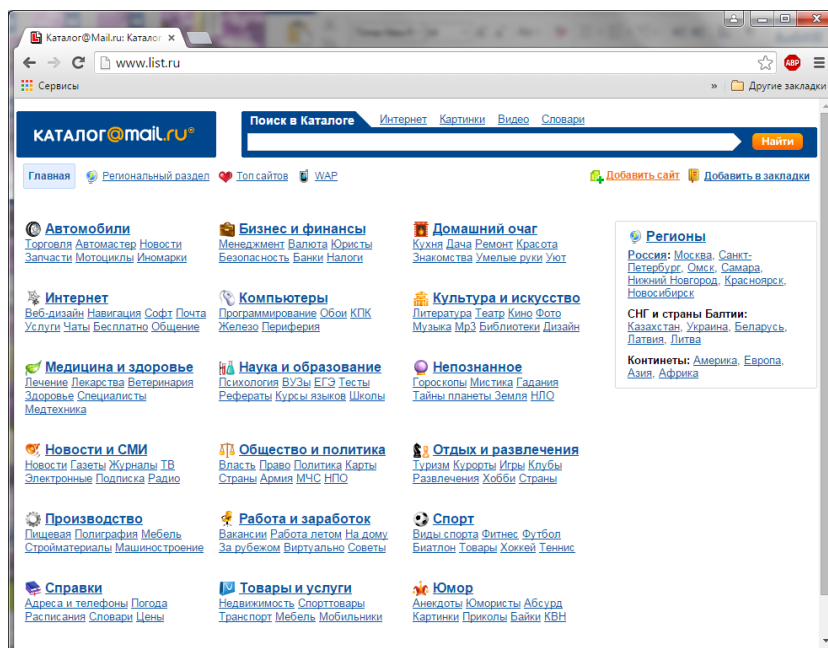 Каталог@Mail.ru: Каталог
www.list.ru
ABP
Сервисы
» Другие закладки
каталог@mail.ru®
Поиск в Каталоге Интернет Картинки Видео Словари
Найти
Главная Региональный раздел Топ сайтов WAP Добавить сайт Добавить в закладки
Автомобили
Торговля Автомастер Новости
Запчасти Мотоциклы Иномарки
Бизнес и финансы
Менеджмент Валюта Юристы
Безопасность Банки Налоги
Домашний очаг
Кухня Дача Ремонт Красота
Знакомства Умелые руки Уют
Интернет
Веб-дизайн Навигация Софт Почта
Услуги Чаты Бесплатно Общение
Компьютеры
Программирование Обои КПК
Железо Периферия
Культура и искусство
Литература Театр Кино Фото
Музыка Mp3 Библиотеки Дизайн
Медицина и здоровье
Лечение Лекарства Ветеринария
Здоровье Специалисты
Медтехника
Наука и образование
Психология ВУЗы ЕГЭ Тесты
Рефераты Курсы языков Школы
Непознанное
Гороскопы Мистика Гадания
Тайны планеты Земля НЛО
Новости и СМИ
Новости Газеты Журналы ТВ
Электронные Подписка Радио
Общество и политика
Власть Право Политика Карты
Страны Армия МЧС НПО
Отдых и развлечения
Туризм Курорты Игры Клубы
Развлечения Хобби Страны
Производство
Пищевая Полиграфия Мебель
Стройматериалы Машиностроение
Работа и заработок
Вакансии Работа летом На дому
За рубежом Виртуально Советы
Спорт
Виды спорта Фитнес Футбол
Биатлон Товары Хоккей Теннис
Справки
Адреса и телефоны Погода
Расписания Словари Цены
Товары и услуги
Недвижимость Спорттовары
Транспорт Мебель Мобильники
Юмор
Анекдоты Юмористы Абсурд
Картинки Приколы Байки КВН
Регионы
Россия: Москва, Санкт-
Петербург, Омск, Самара,
Нижний Новгород, Красноярск,
Новосибирск
СНГ и страны Балтии:
Казахстан, Украина, Беларусь,
Латвия, Литва
Континеты: Америка, Европа,
Азия, Африка